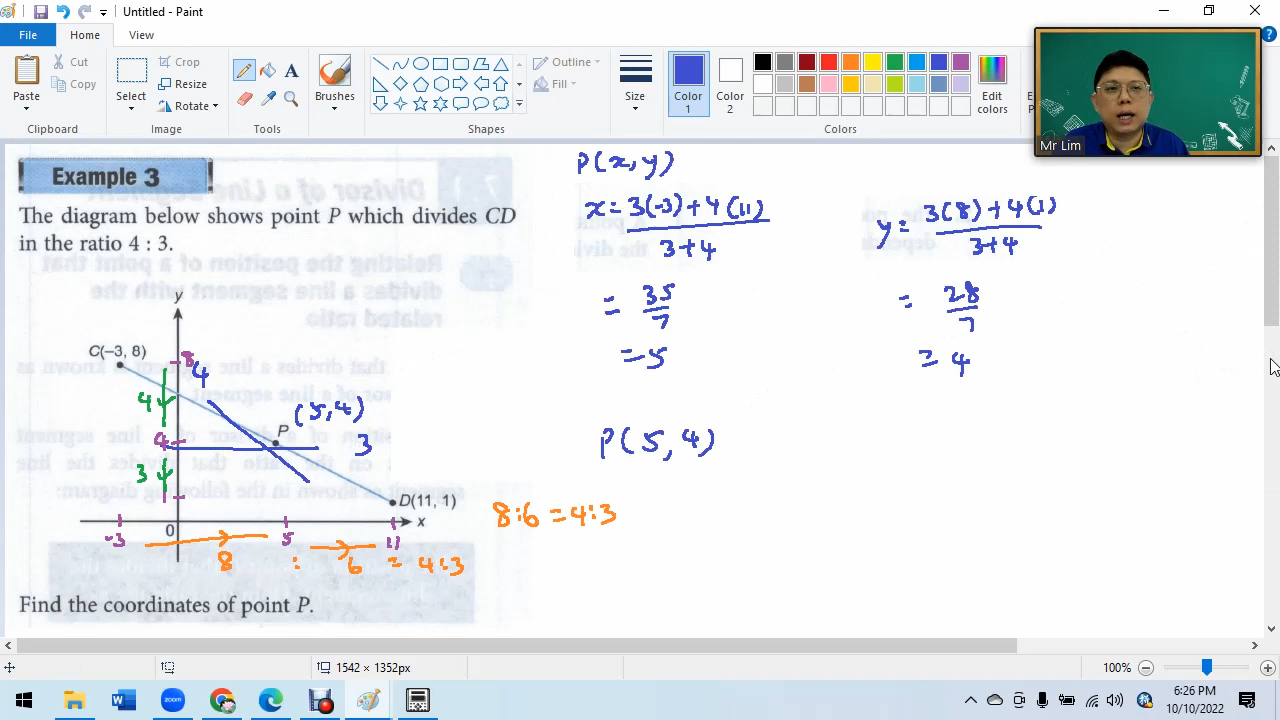 Untitled - Paint
File
Home
View
Paste
Cut
Copy
Clipboard
Select
Crop
Resize
Rotate
Image
A
Tools
Brushes
Outline
Fill
Shapes
Size
Color
1
Color
2
Edit
colors
Colors
Mr Lim
Example 3
The diagram below shows point P which divides CD
in the ratio 4 : 3.
y
C(–3, 8)
8
4
4
(5,4)
P
4
3
3
D(11, 1)
x
0
-3
5
11
8 : 6 = 4:3
Find the coordinates of point P.
P(x,y)
x = 3(-3) + 4(11)
3+4
= 35
7
= 5
y = 3(8) + 4(1)
3+4
= 28
7
= 4
P(5, 4)
8:6 = 4:3
1542 × 1352px
100%
zoom
6:26 PM
10/10/2022